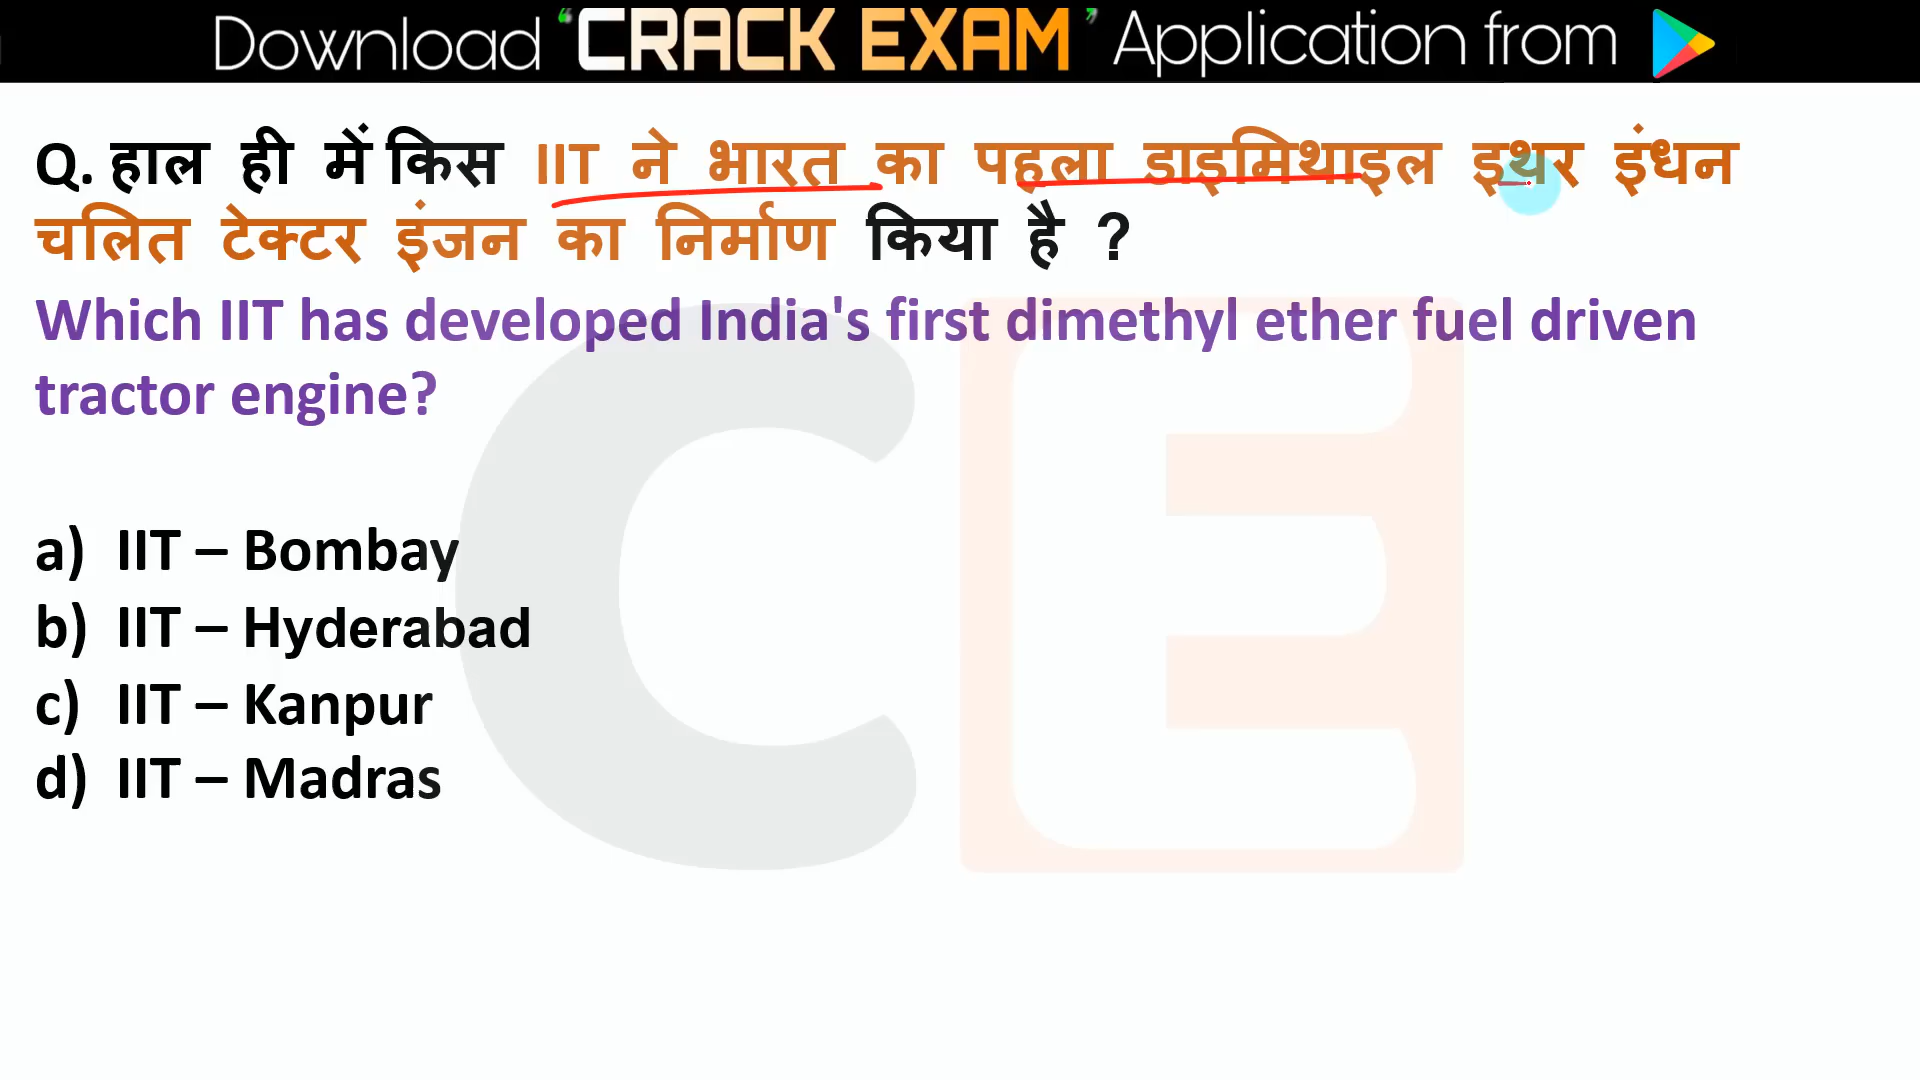 Download 'CRACK EXAM' Application from
Q. हाल ही में किस IIT ने भारत का पहला डाइमिथाइल इथर इंधन
चलित टेक्टर इंजन का निर्माण किया है ?
Which IIT has developed India's first dimethyl ether fuel driven
tractor engine?
a) IIT – Bombay
b) IIT – Hyderabad
c) IIT – Kanpur
d) IIT – Madras
CE